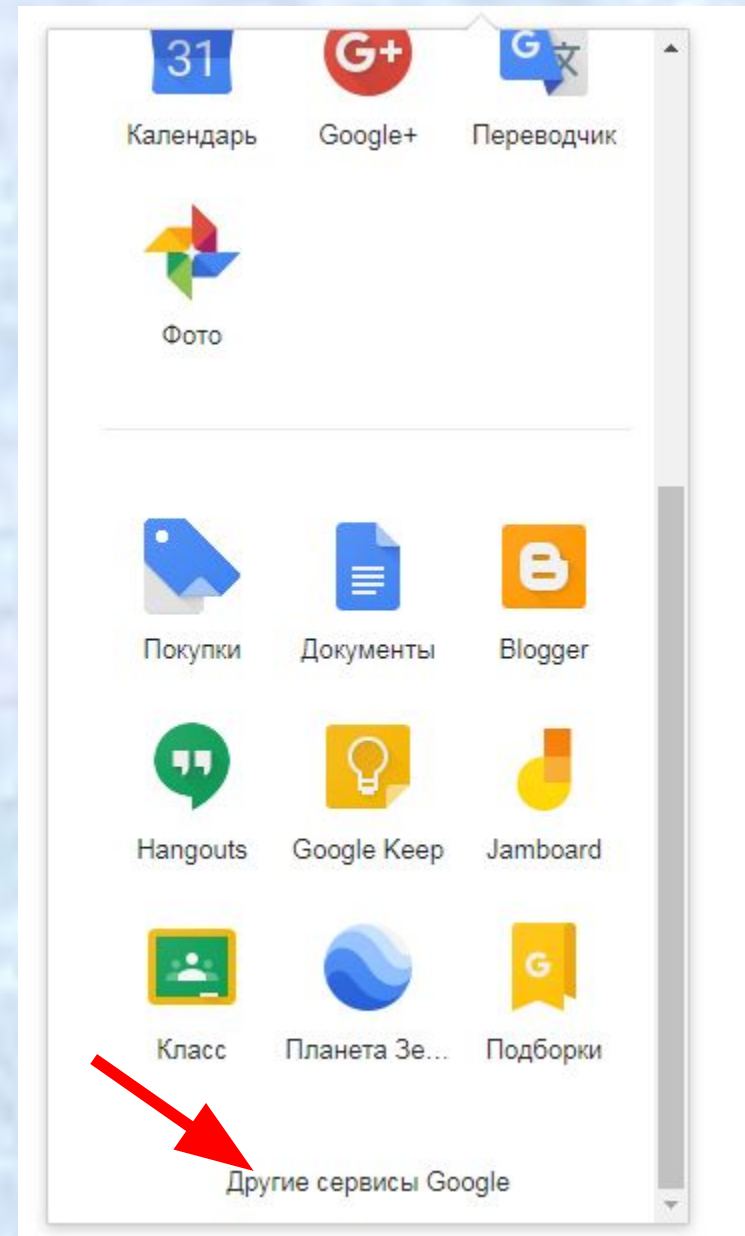 31 G+ G 文
Календарь Google+ Переводчик
Фото
Покупки Документы Blogger
Hangouts Google Keep Jamboard
G
Класс Планета Зе... Подборки
Другие сервисы Google